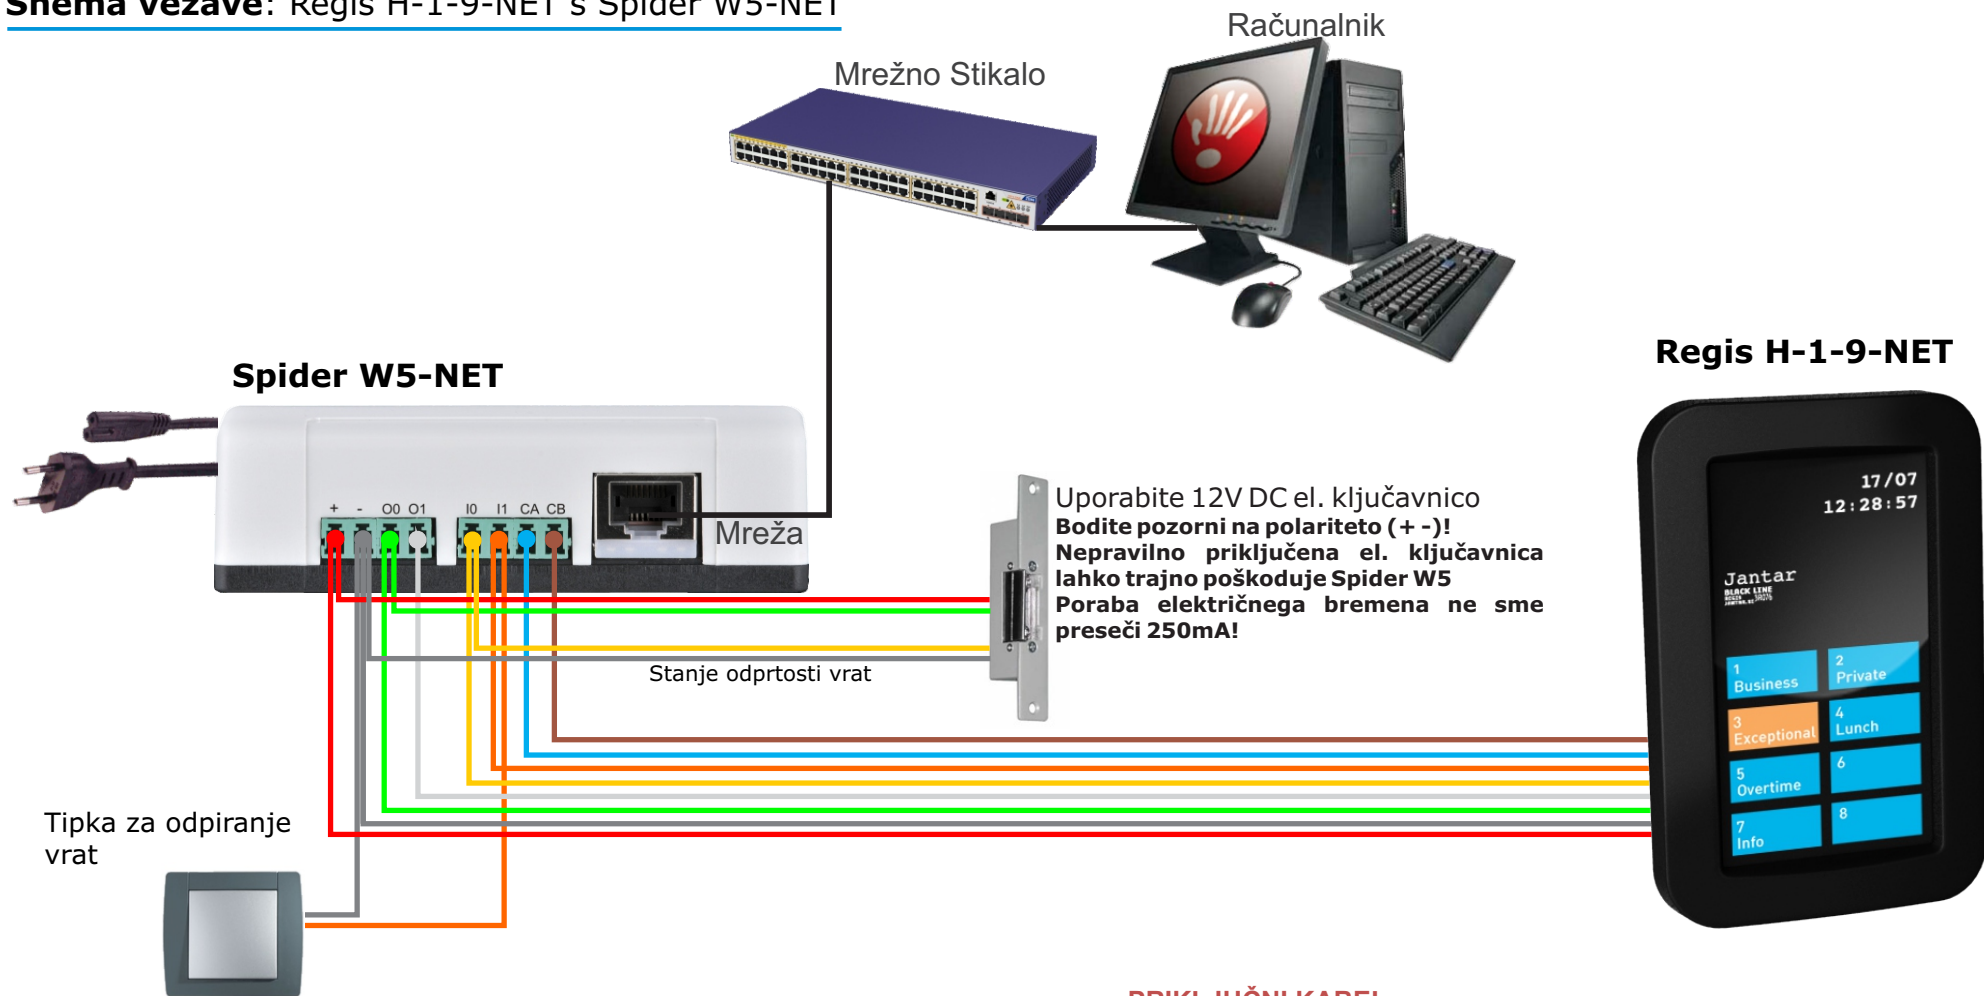 Shema vezave: Regis H-1-9-NET s Spider W5-NET
Računalnik
Mrežno Stikalo
Spider W5-NET
Regis H-1-9-NET
+ - O0 O1 I0 I1 CA CB
Mreža
Uporabite 12V DC el. ključavnico
Bodite pozorni na polariteto (+ -)!
Nepravilno priključena el. ključavnica
lahko trajno poškoduje Spider W5
Poraba električnega bremena ne sme
preseči 250mA!
Stanje odprtosti vrat
17/07
12:28:57
Jantar
BLACK LINE
1
Business
2
Private
3
Exceptional
4
Lunch
5
Overtime
6
7
Info
8
Tipka za odpiranje
vrat
PRIKLJUČNI KABEL